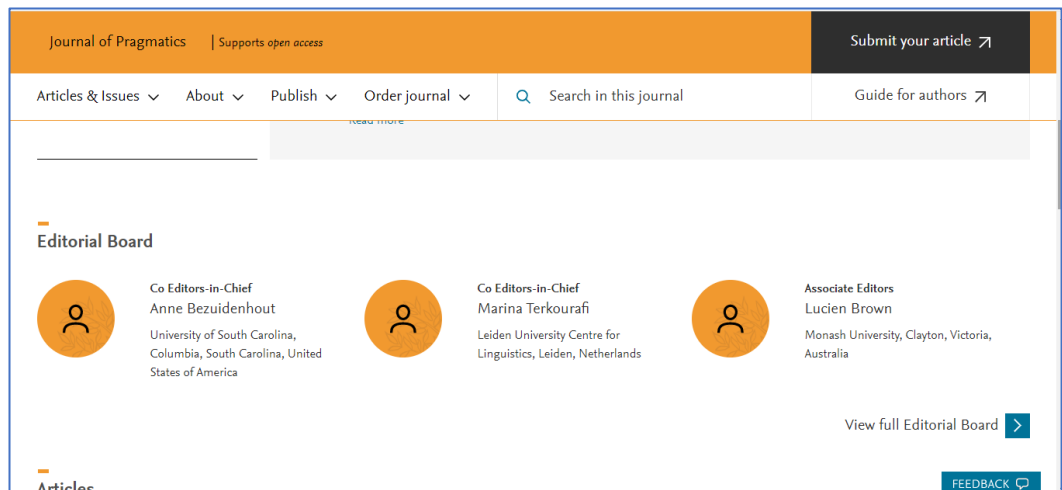 Journal of Pragmatics | Supports open access
Submit your article
Articles & Issues About Publish Order journal Search in this journal Guide for authors
Read more
Editorial Board
Co Editors-in-Chief
Anne Bezuidenhout
University of South Carolina,
Columbia, South Carolina, United
States of America
Co Editors-in-Chief
Marina Terkourafi
Leiden University Centre for
Linguistics, Leiden, Netherlands
Associate Editors
Lucien Brown
Monash University, Clayton, Victoria,
Australia
View full Editorial Board
Articles
FEEDBACK